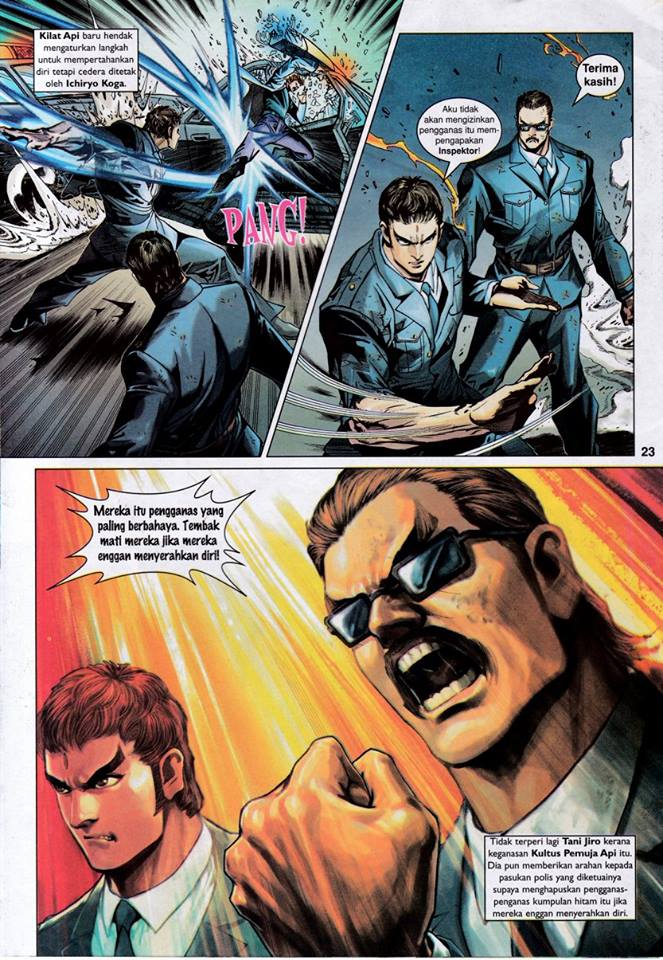 Kilat Api baru hendak
mengaturkan langkah
untuk mempertahankan
diri tetapi cedera ditetak
oleh Ichiryo Koga.
PANG!
Aku tidak
akan mengizinkan
pengganas itu mem-
pengapakan
Inspektor!
Terima
kasih!
23
Mereka itu pengganas yang
paling berbahaya. Tembak
mati mereka jika mereka
enggan menyerahkan diri!
Tidak terperi lagi Tani Jiro kerana
keganasan Kultus Pemuja Api itu.
Dia pun memberikan arahan kepada
pasukan polis yang diketuainya
supaya menghapuskan pengganas-
penganas kumpulan hitam itu jika
mereka enggan menyerahkan diri.